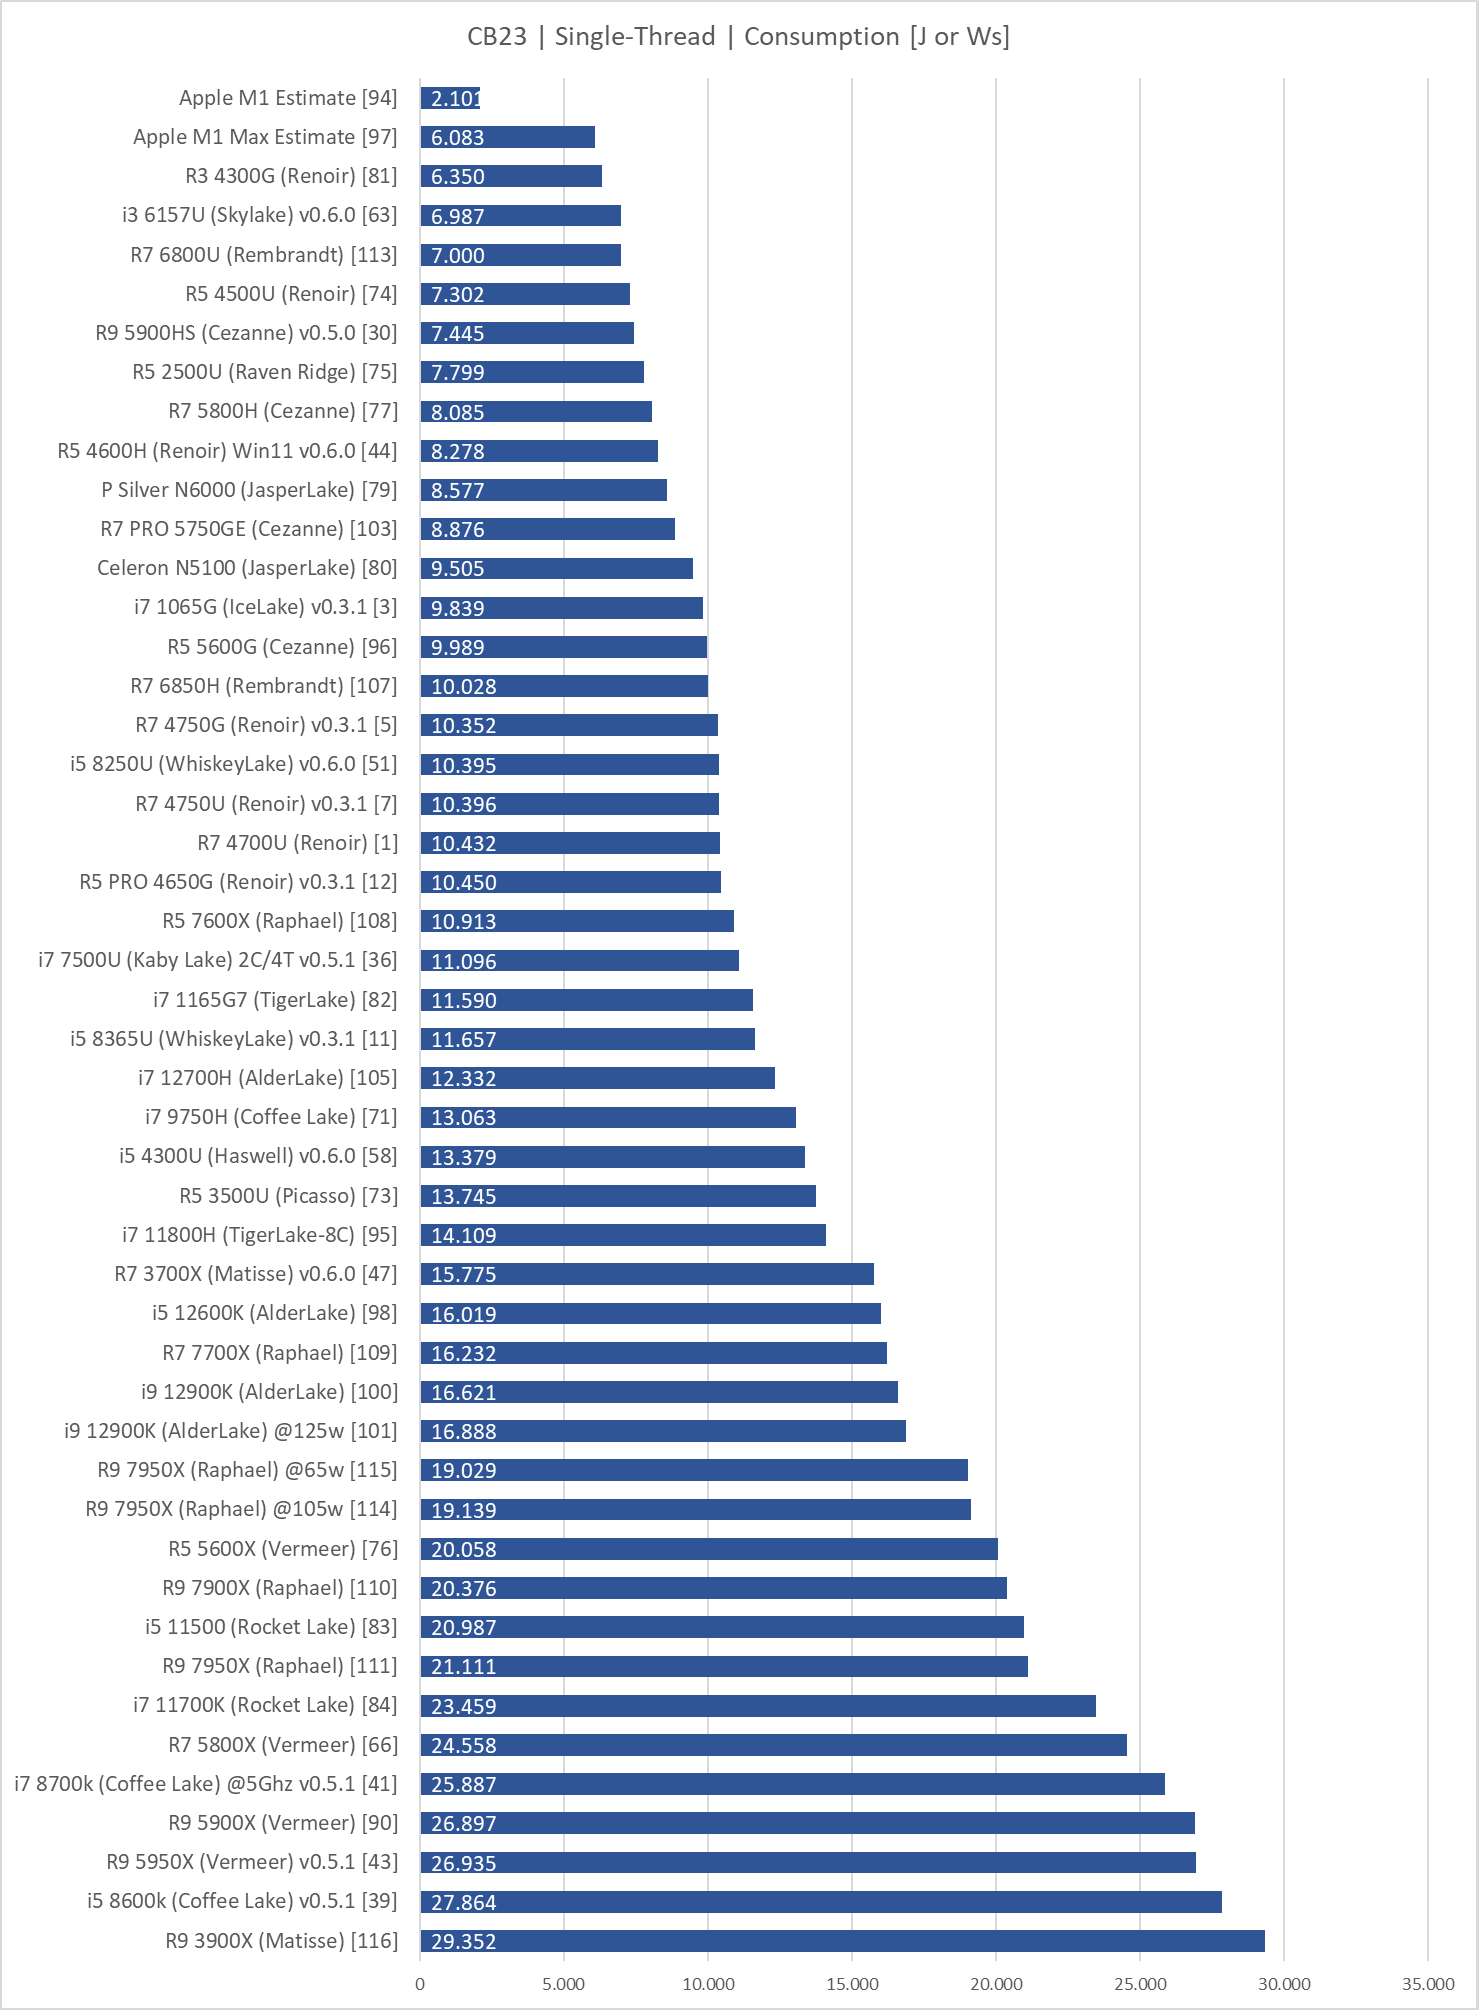 CB23 | Single-Thread | Consumption [J or Ws]
Apple M1 Estimate [94] 2.101
Apple M1 Max Estimate [97] 6.083
R3 4300G (Renoir) [81] 6.350
i3 6157U (Skylake) v0.6.0 [63] 6.987
R7 6800U (Rembrandt) [113] 7.000
R5 4500U (Renoir) [74] 7.302
R9 5900HS (Cezanne) v0.5.0 [30] 7.445
R5 2500U (Raven Ridge) [75] 7.799
R7 5800H (Cezanne) [77] 8.085
R5 4600H (Renoir) Win11 v0.6.0 [44] 8.278
P Silver N6000 (JasperLake) [79] 8.577
R7 PRO 5750GE (Cezanne) [103] 8.876
Celeron N5100 (JasperLake) [80] 9.505
i7 1065G (IceLake) v0.3.1 [3] 9.839
R5 5600G (Cezanne) [96] 9.989
R7 6850H (Rembrandt) [107] 10.028
R7 4750G (Renoir) v0.3.1 [5] 10.352
i5 8250U (WhiskeyLake) v0.6.0 [51] 10.395
R7 4750U (Renoir) v0.3.1 [7] 10.396
R7 4700U (Renoir) [1] 10.432
R5 PRO 4650G (Renoir) v0.3.1 [12] 10.450
R5 7600X (Raphael) [108] 10.913
i7 7500U (Kaby Lake) 2C/4T v0.5.1 [36] 11.096
i7 1165G7 (TigerLake) [82] 11.590
i5 8365U (WhiskeyLake) v0.3.1 [11] 11.657
i7 12700H (AlderLake) [105] 12.332
i7 9750H (Coffee Lake) [71] 13.063
i5 4300U (Haswell) v0.6.0 [58] 13.379
R5 3500U (Picasso) [73] 13.745
i7 11800H (TigerLake-8C) [95] 14.109
R7 3700X (Matisse) v0.6.0 [47] 15.775
i5 12600K (AlderLake) [98] 16.019
R7 7700X (Raphael) [109] 16.232
i9 12900K (AlderLake) [100] 16.621
i9 12900K (AlderLake) @125w [101] 16.888
R9 7950X (Raphael) @65w [115] 19.029
R9 7950X (Raphael) @105w [114] 19.139
R5 5600X (Vermeer) [76] 20.058
R9 7900X (Raphael) [110] 20.376
i5 11500 (Rocket Lake) [83] 20.987
R9 7950X (Raphael) [111] 21.111
i7 11700K (Rocket Lake) [84] 23.459
R7 5800X (Vermeer) [66] 24.558
i7 8700k (Coffee Lake) @5Ghz v0.5.1 [41] 25.887
R9 5900X (Vermeer) [90] 26.897
R9 5950X (Vermeer) v0.5.1 [43] 26.935
i5 8600k (Coffee Lake) v0.5.1 [39] 27.864
R9 3900X (Matisse) [116] 29.352
0 5.000 10.000 15.000 20.000 25.000 30.000 35.000